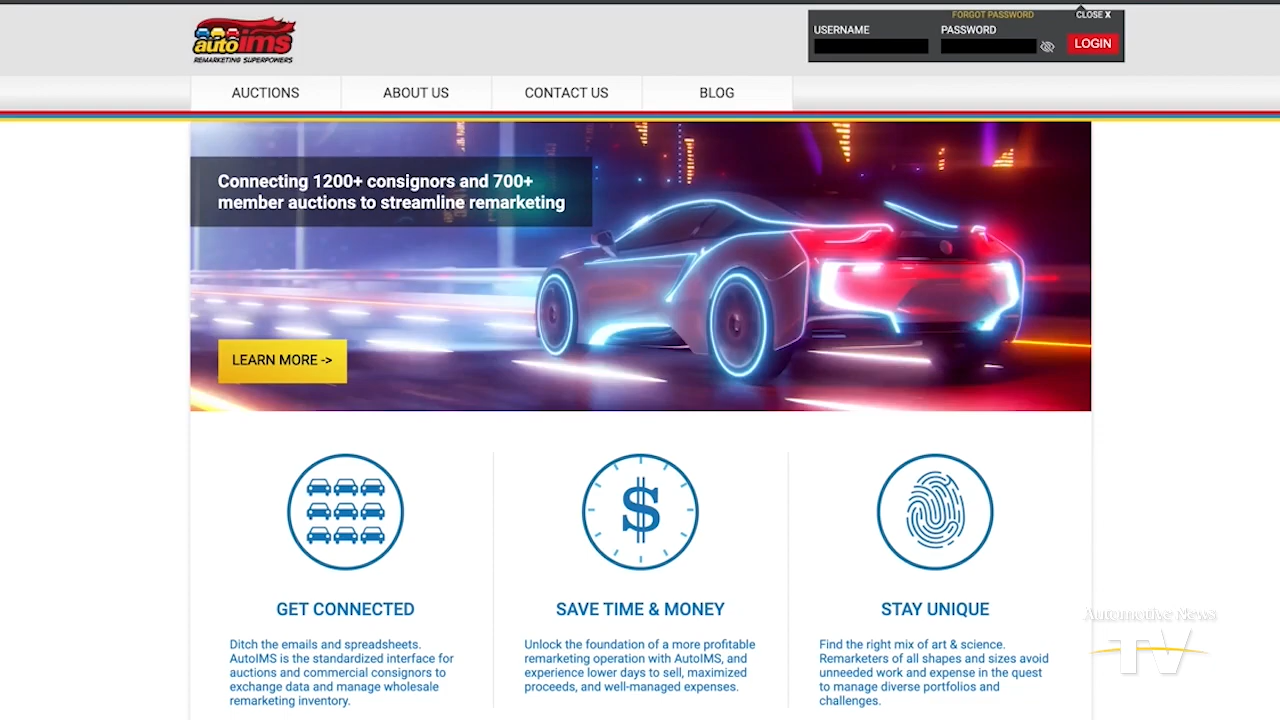 autoims
REMARKETING SUPERPOWERS
FORGOT PASSWORD
CLOSE X
USERNAME
PASSWORD
LOGIN
AUCTIONS
ABOUT US
CONTACT US
BLOG
Connecting 1200+ consignors and 700+
member auctions to streamline remarketing
LEARN MORE ->
GET CONNECTED
Ditch the emails and spreadsheets.
AutoIMS is the standardized interface for
auctions and commercial consignors to
exchange data and manage wholesale
remarketing inventory.
SAVE TIME & MONEY
Unlock the foundation of a more profitable
remarketing operation with AutoIMS, and
experience lower days to sell, maximized
proceeds, and well-managed expenses.
STAY UNIQUE
Find the right mix of art & science.
Remarketers of all shapes and sizes avoid
unneeded work and expense in the quest
to manage diverse portfolios and
challenges.
Automotive News
TV